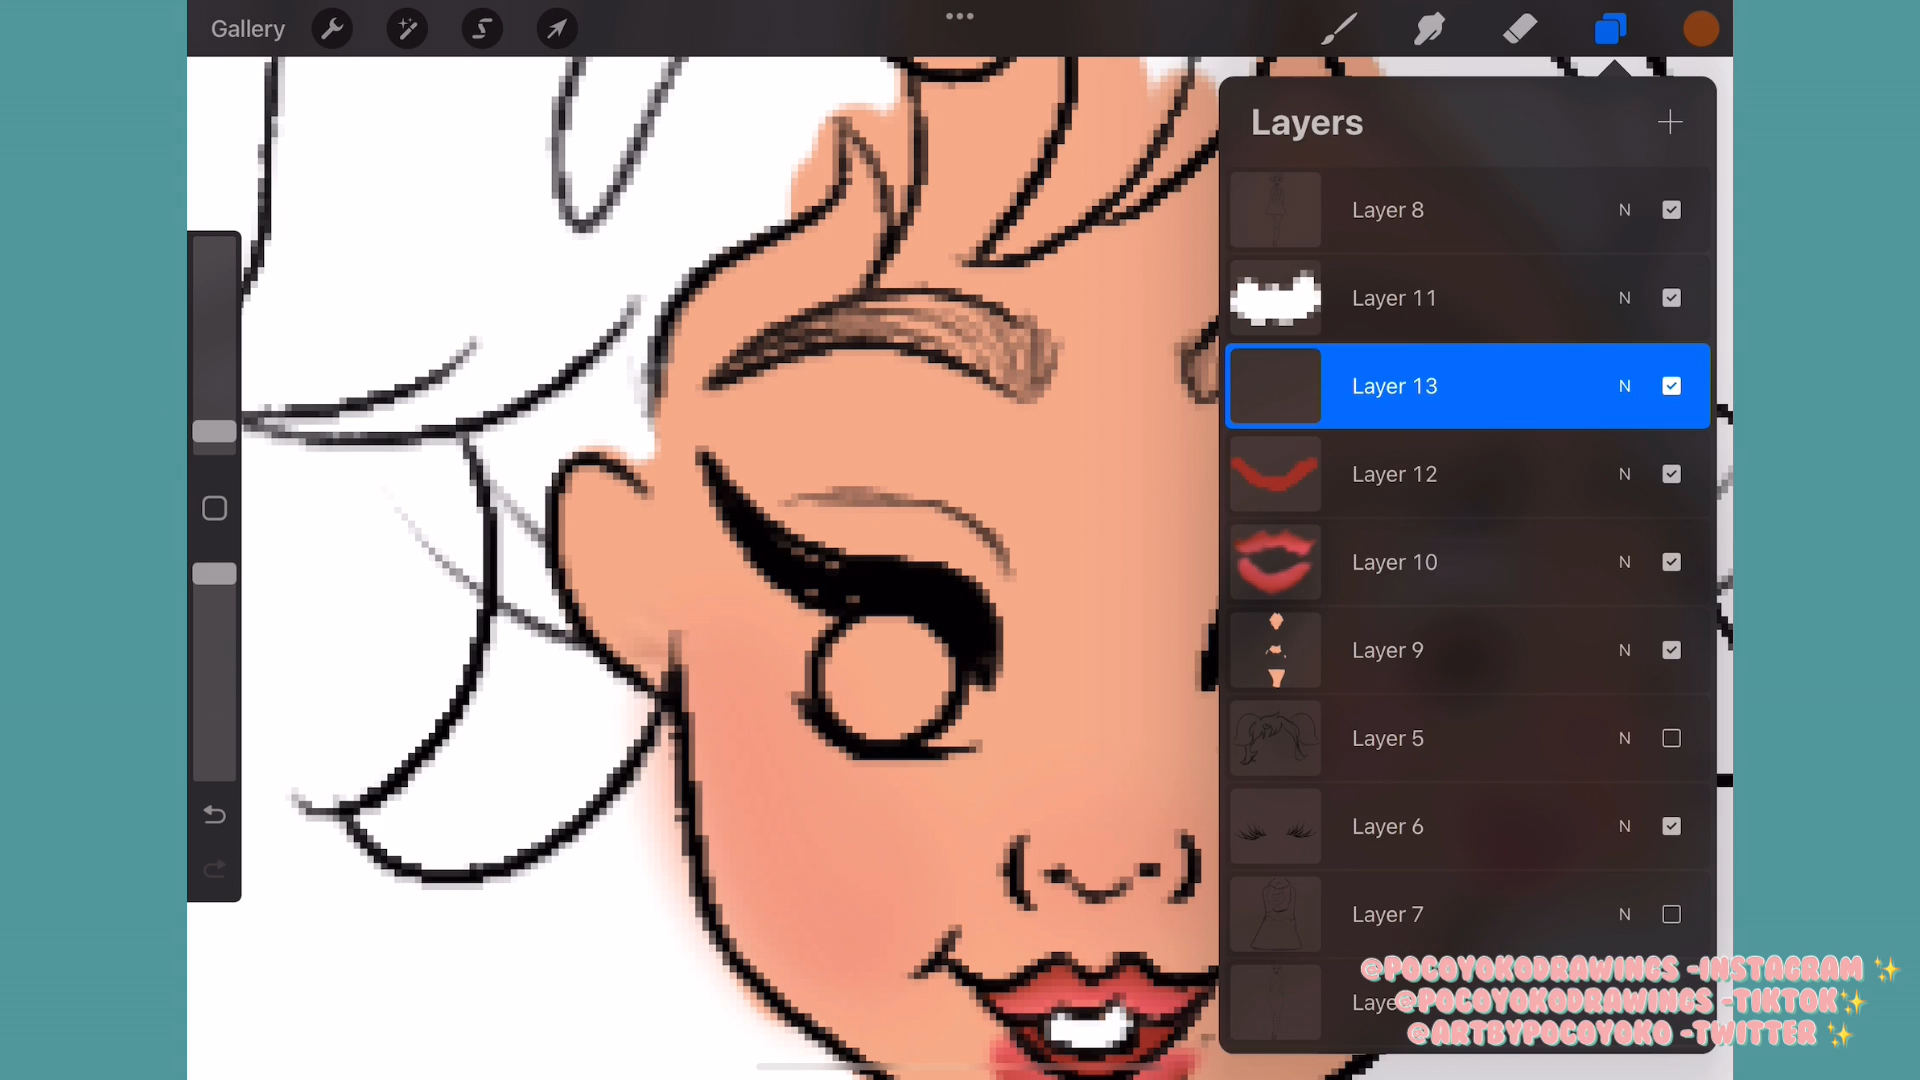 Gallery
Layers
Layer 8 N
Layer 11 N
Layer 13 N
Layer 12 N
Layer 10 N
Layer 9 N
Layer 5 N
Layer 6 N
Layer 7 N
@POCOYOKODRAWINGS -INSTAGRAM ✨
@POCOYOKODRAWINGS -TIKTOK✨
@ARTBYPOCOYOKO -TWITTER ✨